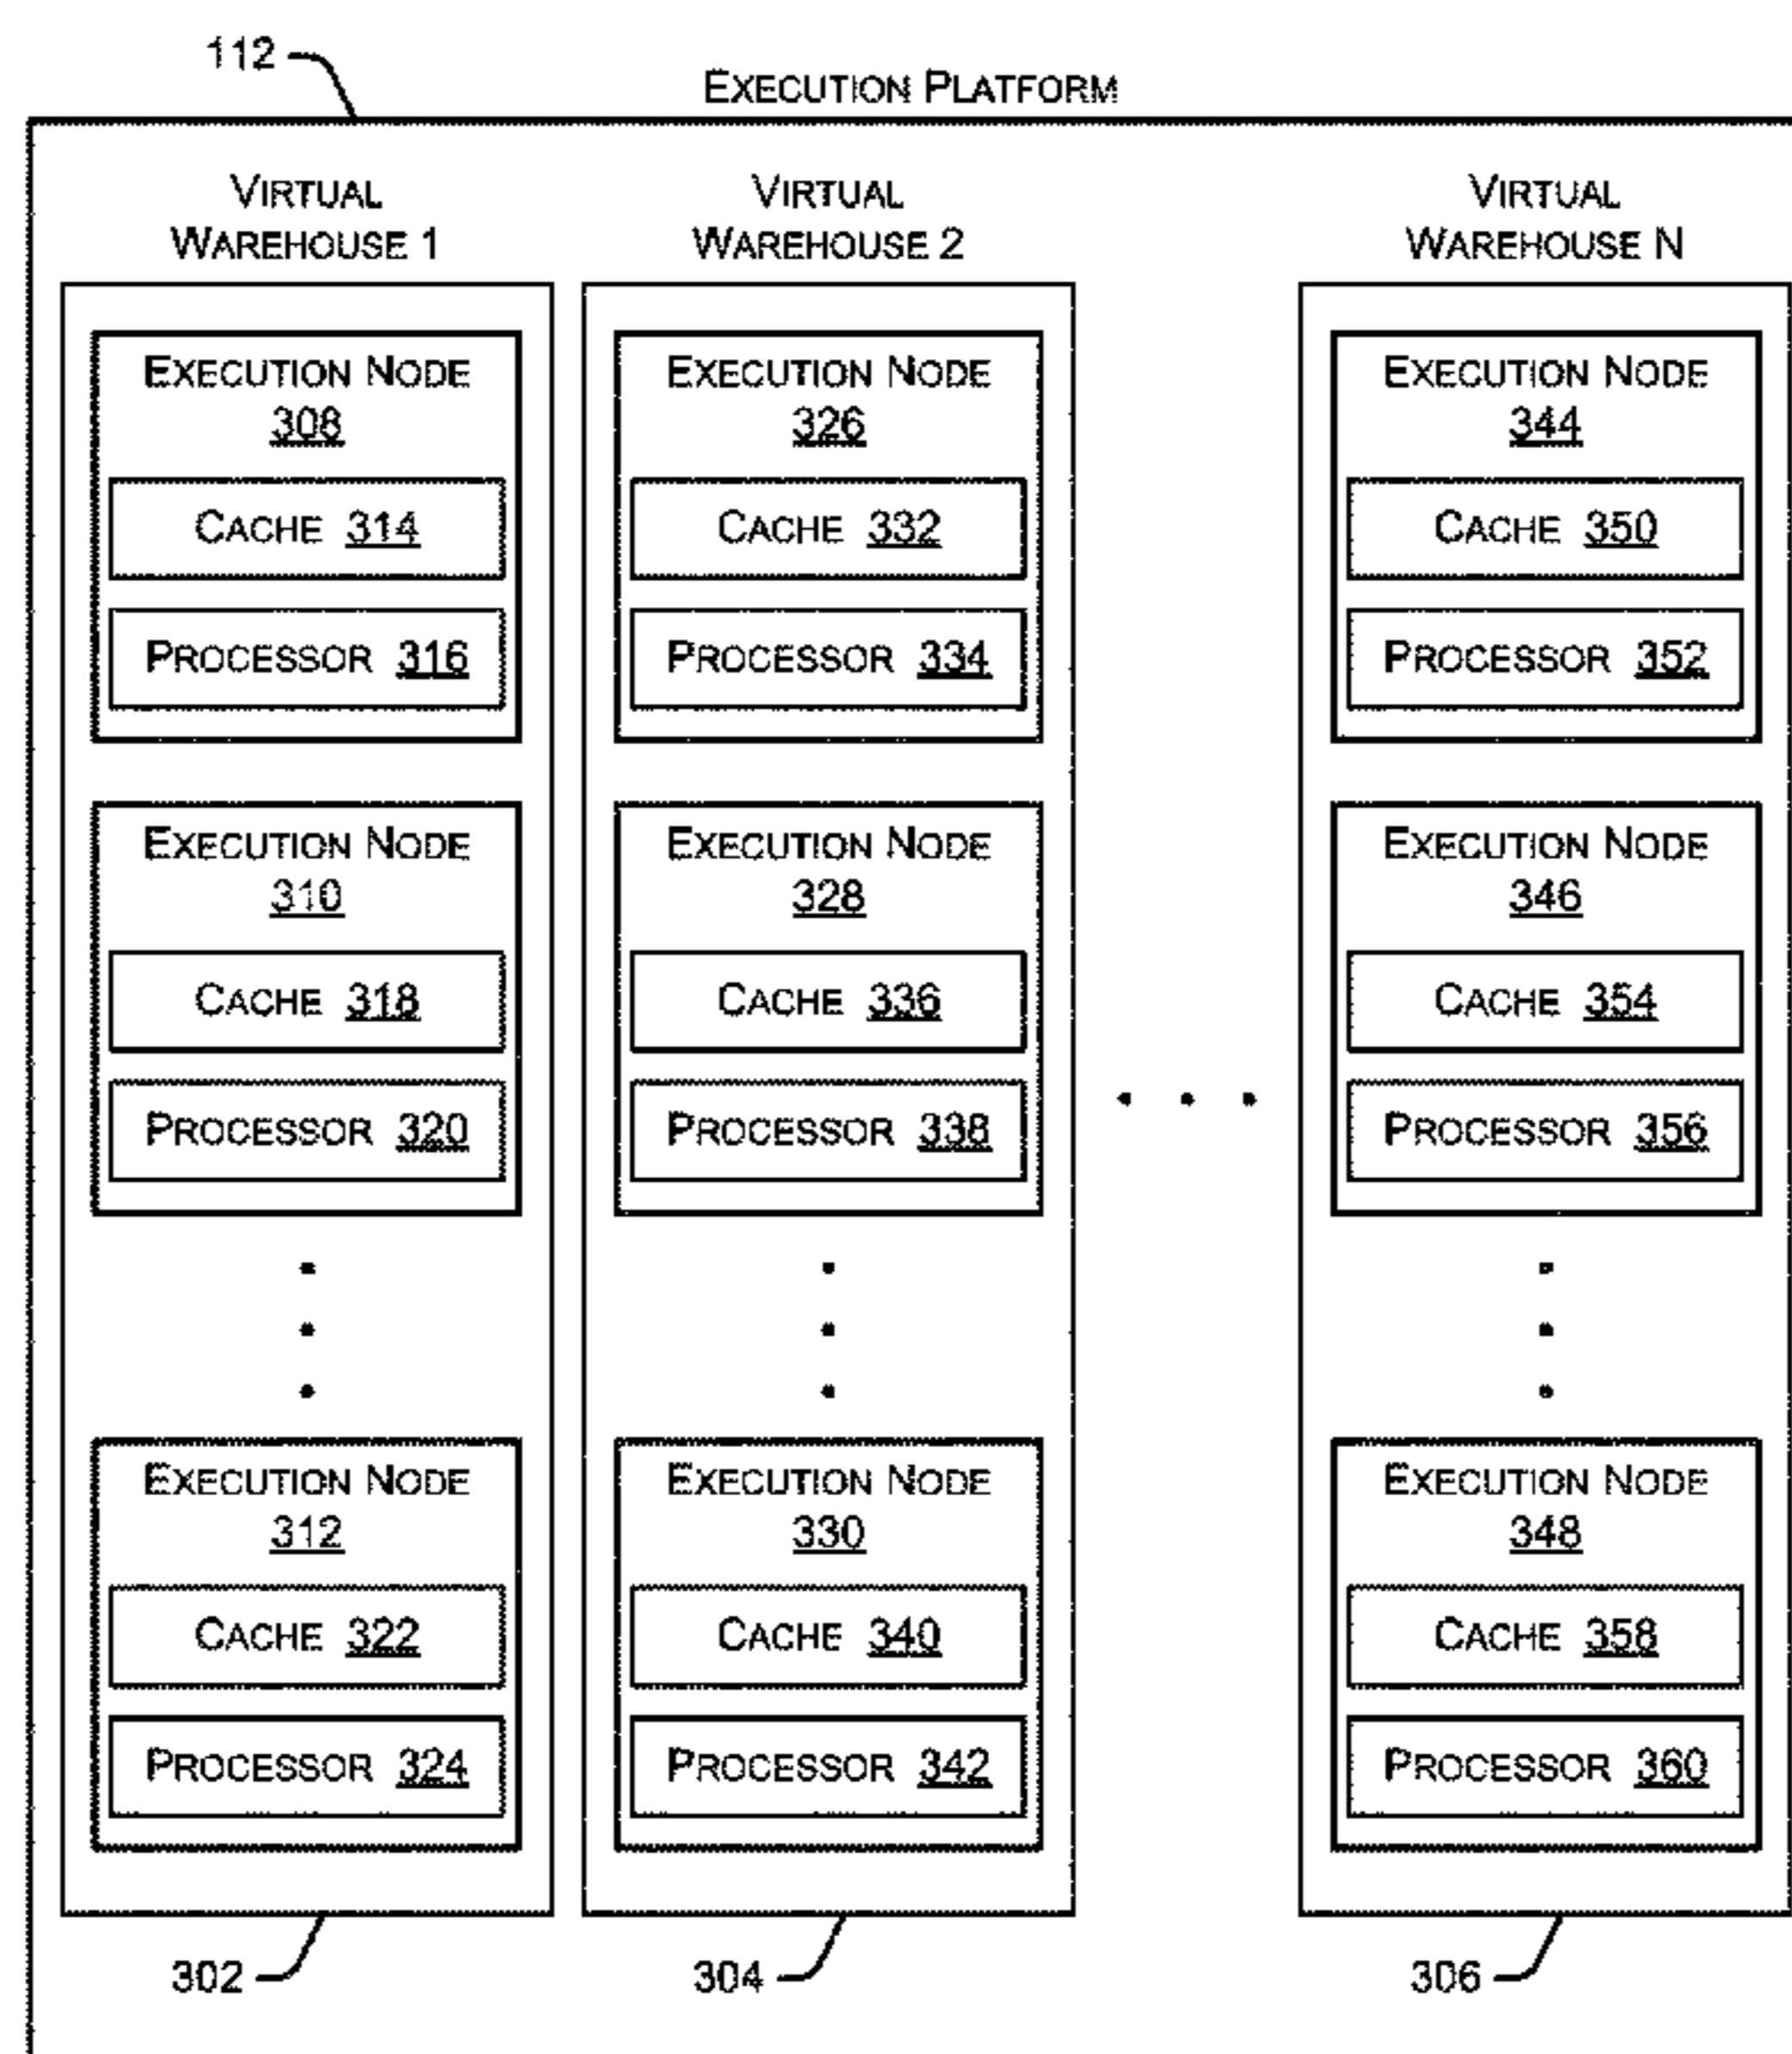 112
EXECUTION PLATFORM
VIRTUAL
WAREHOUSE 1
EXECUTION NODE
308
CACHE 314
PROCESSOR 316
EXECUTION NODE
310
CACHE 318
PROCESSOR 320
EXECUTION NODE
312
CACHE 322
PROCESSOR 324
302
VIRTUAL
WAREHOUSE 2
EXECUTION NODE
326
CACHE 332
PROCESSOR 334
EXECUTION NODE
328
CACHE 336
PROCESSOR 338
EXECUTION NODE
330
CACHE 340
PROCESSOR 342
304
VIRTUAL
WAREHOUSE N
EXECUTION NODE
344
CACHE 350
PROCESSOR 352
EXECUTION NODE
346
CACHE 354
PROCESSOR 356
EXECUTION NODE
348
CACHE 358
PROCESSOR 360
306